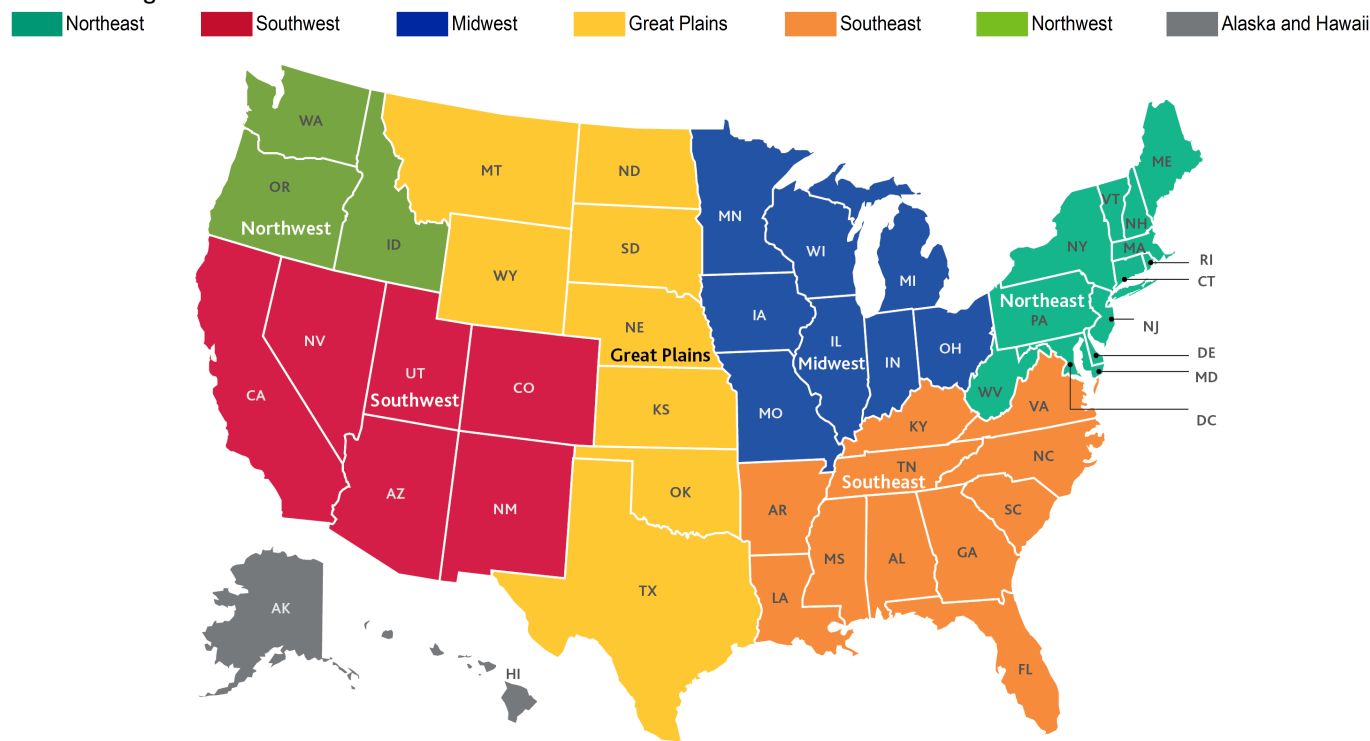 Northeast
Southwest
Midwest
Great Plains
Southeast
Northwest
Alaska and Hawaii
WA
OR
Northwest
ID
MT
ND
MN
WI
MI
ME
VT
NH
NY
MA
RI
CT
WY
SD
NE
Great Plains
IA
IL
Midwest
IN
OH
Northeast
PA
NJ
DE
MD
DC
NV
CA
UT
Southwest
CO
KS
MO
KY
WV
VA
AZ
NM
OK
AR
TN
Southeast
NC
SC
TX
LA
MS
AL
GA
FL
AK
HI